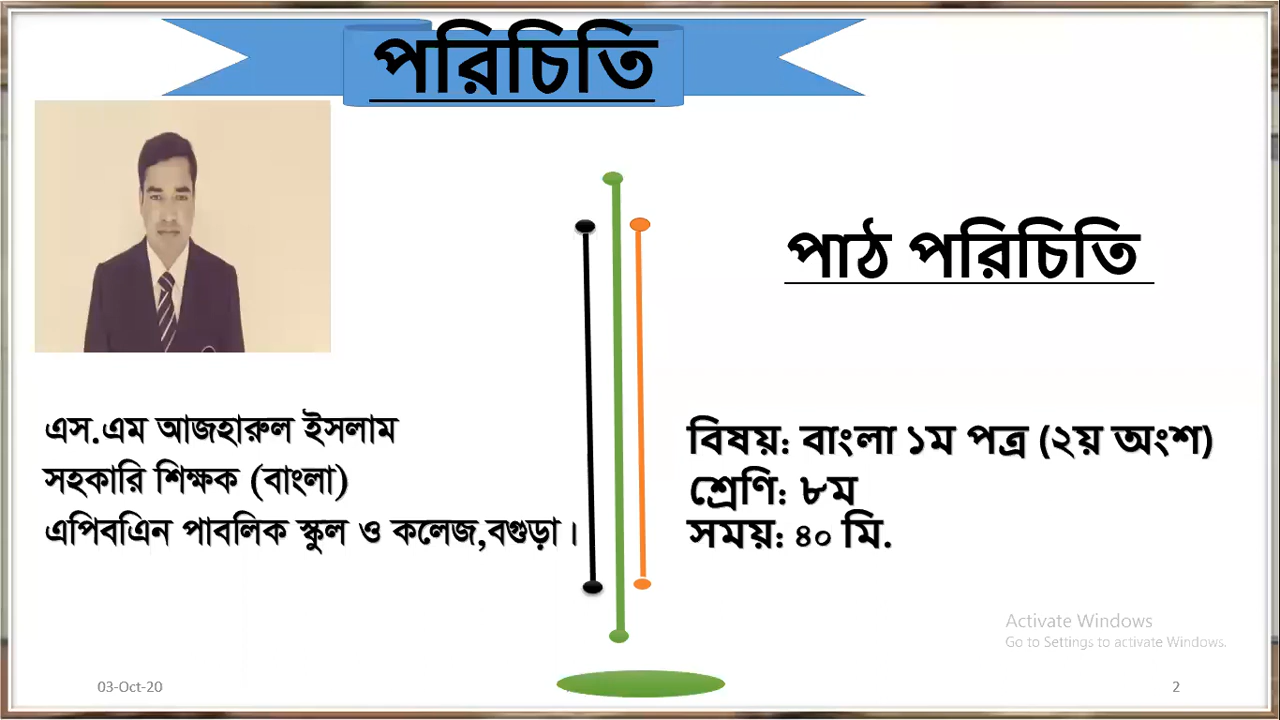 পরিচিতি
এস.এম আজহারুল ইসলাম
সহকারি শিক্ষক (বাংলা)
এপিবিএন পাবলিক স্কুল ও কলেজ,বগুড়া।
পাঠ পরিচিতি
বিষয়: বাংলা ১ম পত্র (২য় অংশ)
শ্রেণি: ৮ম
সময়: ৪০ মি.
Activate Windows
Go to Settings to activate Windows.
03-Oct-20
2